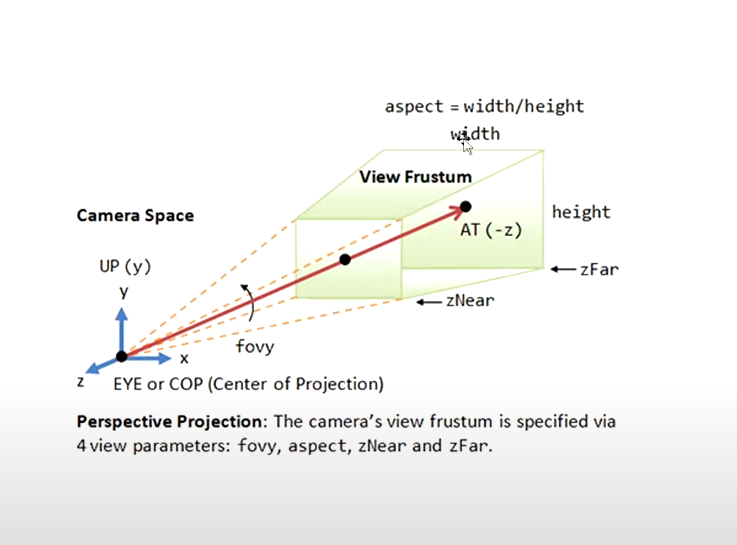 aspect = width/height
width
View Frustum
Camera Space
height
AT (-z)
UP (y)
zFar
y
zNear
fovy
x
z
EYE or COP (Center of Projection)
Perspective Projection: The camera's view frustum is specified via
4 view parameters: fovy, aspect, zNear and zFar.